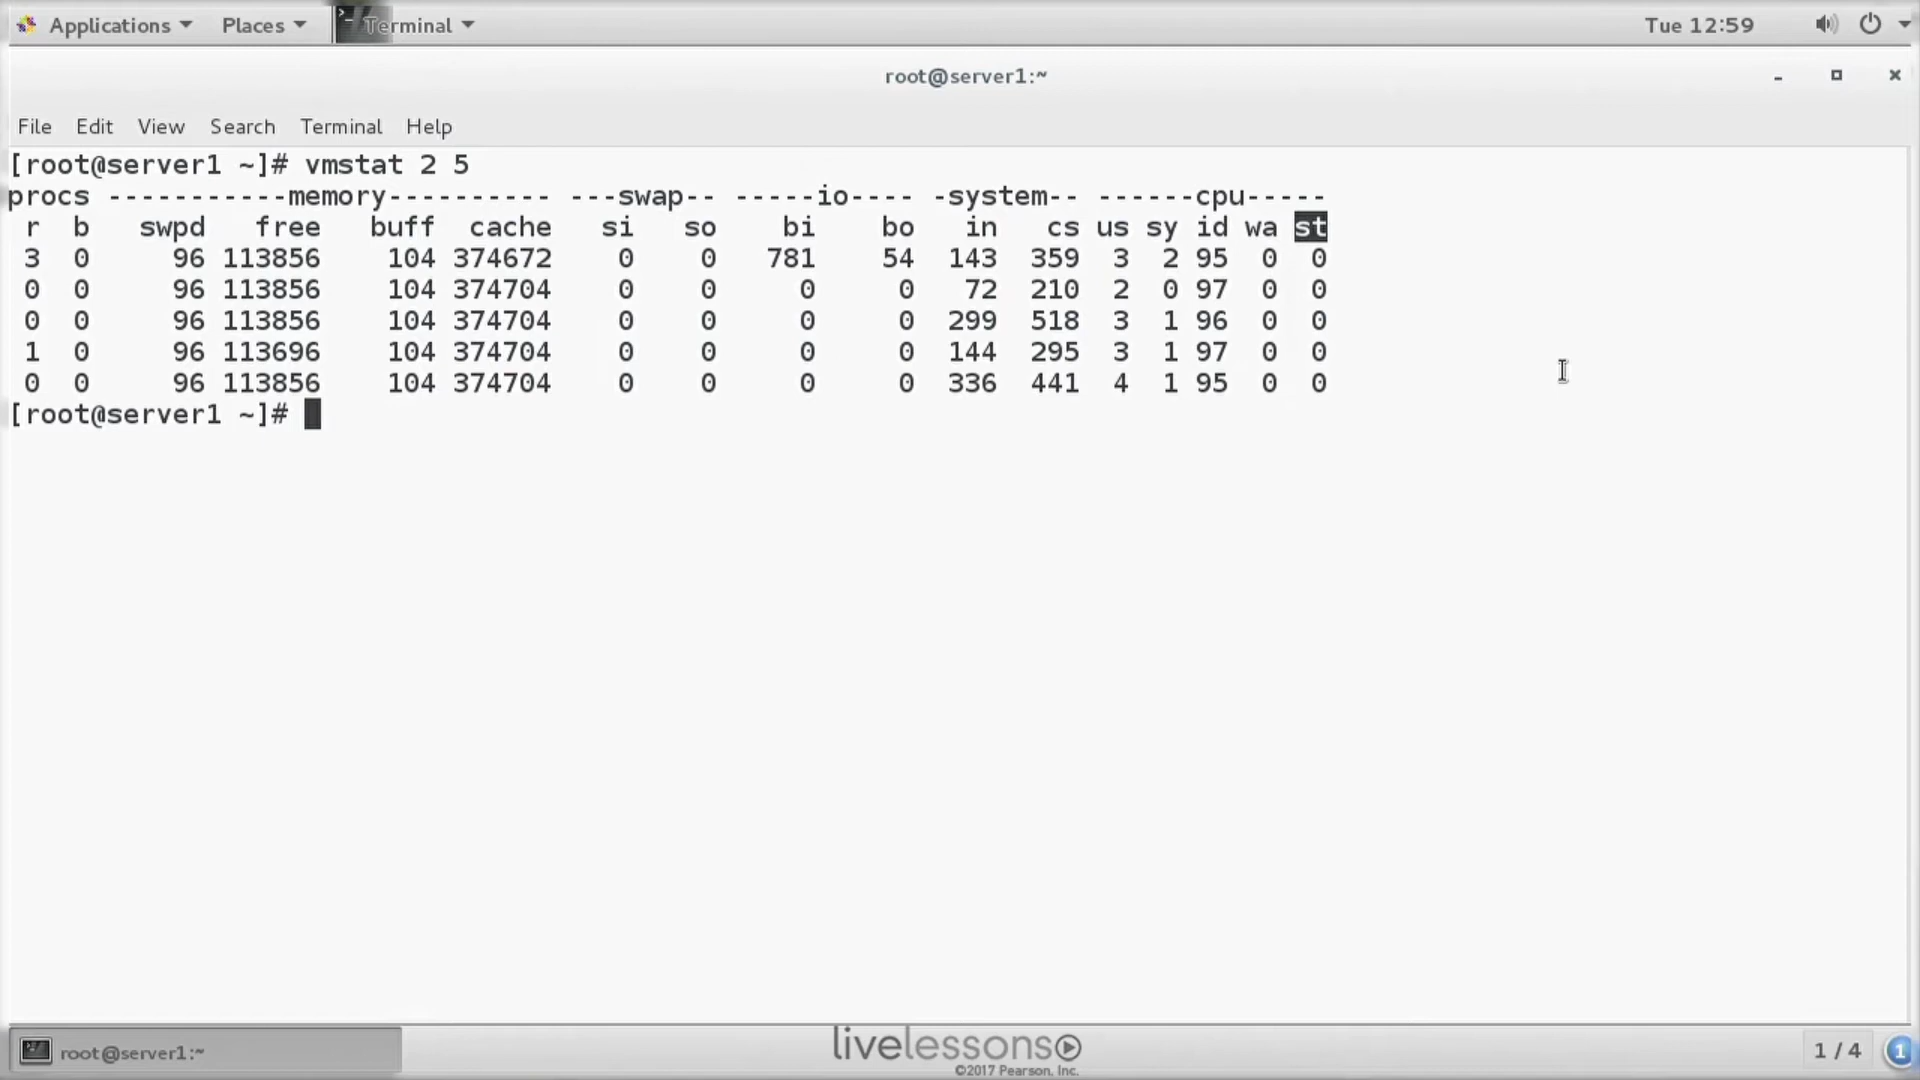 Applications Places Terminal Tue 12:59
root@server1:~
File Edit View Search Terminal Help
[root@server1 ~]# vmstat 2 5
procs -----------memory---------- ---swap-- -----io---- -system-- ------cpu-----
r b swpd free buff cache si so bi bo in cs us sy id wa st
3 0 96 113856 104 374672 0 0 781 54 143 359 3 2 95 0 0
0 0 96 113856 104 374704 0 0 0 0 72 210 2 0 97 0 0
0 0 96 113856 104 374704 0 0 0 0 299 518 3 1 96 0 0
1 0 96 113696 104 374704 0 0 0 0 144 295 3 1 97 0 0
0 0 96 113856 104 374704 0 0 0 0 336 441 4 1 95 0 0
[root@server1 ~]#
root@server1:~ livelessons 1 / 4 1
©2017 Pearson, Inc.